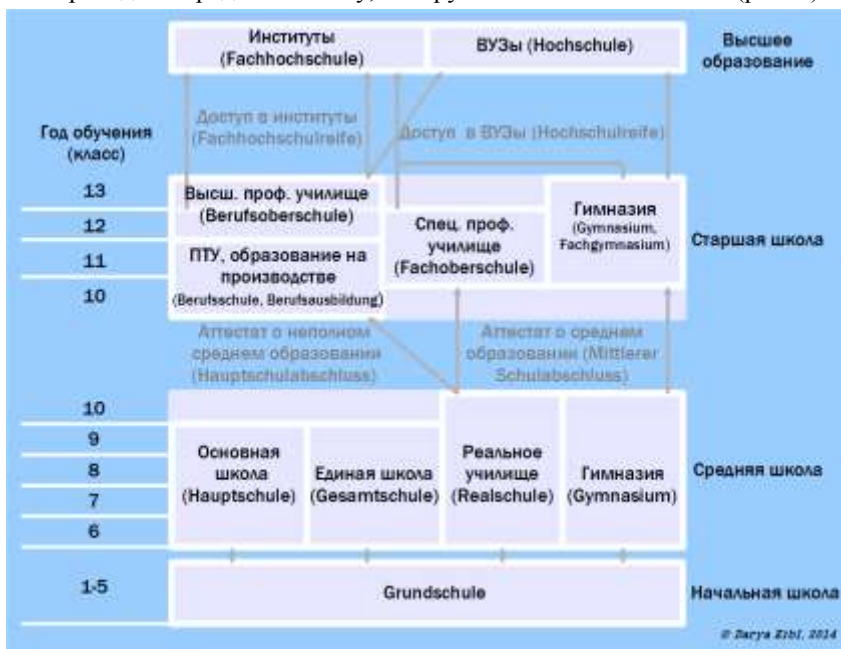 Институты
(Fachhochschule)
ВУЗы (Hochschule)
Высшее
образование
Год обучения
(класс)
Доступ в институты
(Fachhochschulreife)
Доступ в ВУЗы (Hochschulreife)
13
12
11
10
Высш. проф. училище
(Berufsoberschule)
ПТУ, образование на
производстве
(Berufsschule, Berufsausbildung)
Спец. проф.
училище
(Fachoberschule)
Гимназия
(Gymnasium,
Fachgymnasium)
Старшая школа
Аттестат о неполном
среднем образовании
(Hauptschulabschluss)
Аттестат о среднем
образовании (Mittlerer
Schulabschluss)
10
9
8
7
6
Основная
школа
(Hauptschule)
Единая школа
(Gesamtschule)
Реальное
училище
(Realschule)
Гимназия
(Gymnasium)
Средняя школа
1-5
Grundschule
Начальная школа
© Darya Zibl, 2014